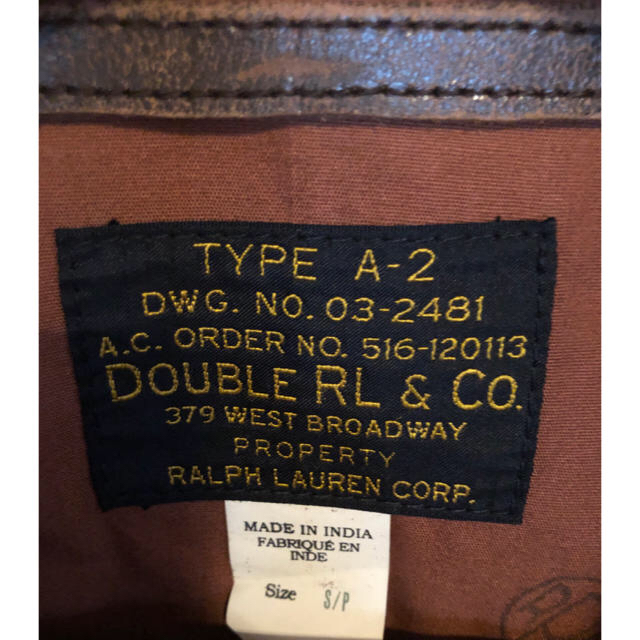 TYPE A-2
DWG. NO. 03-2481
A.C. ORDER NO. 516-120113
DOUBLE RL & CO.
379 WEST BROADWAY
PROPERTY
RALPH LAUREN CORP.
MADE IN INDIA
FABRIQUÉ EN
INDE
Size S/P